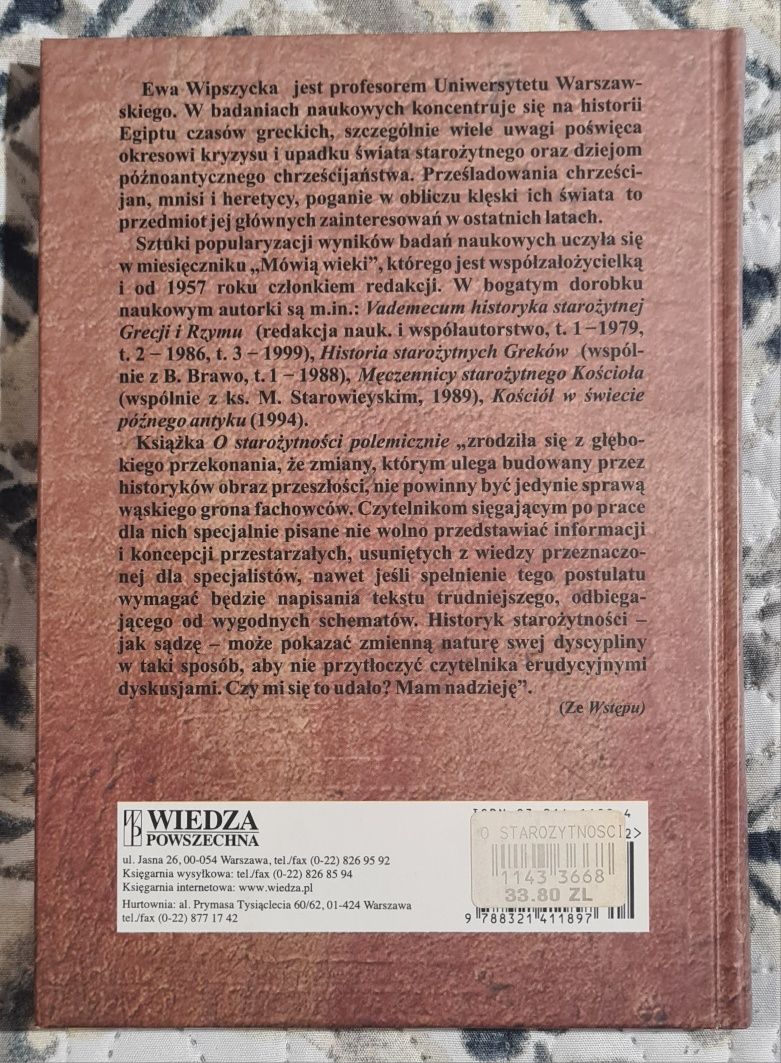 Ewa Wipszycka jest profesorem Uniwersytetu Warszaw-
skiego. W badaniach naukowych koncentruje się na historii
Egiptu czasów greckich, szczególnie wiele uwagi poświęca
okresowi kryzysu i upadku świata starożytnego oraz dziejom
późnoantycznego chrześcijaństwa. Prześladowania chrześci-
jan, mnisi i heretycy, poganie w obliczu klęski ich świata to
przedmiot jej głównych zainteresowań w ostatnich latach.
Sztuki popularyzacji wyników badań naukowych uczyła się
w miesięczniku „Mówią wieki”, którego jest współzałożycielką
i od 1957 roku członkiem redakcji. W bogatym dorobku
naukowym autorki są m.in.: Vademecum historyka starożytnej
Grecji i Rzymu (redakcja nauk. i współautorstwo, t. 1 – 1979,
t. 2 – 1986, t. 3 – 1999), Historia starożytnych Greków (wspól-
nie z B. Bravo, t. 1 – 1988), Męczennicy starożytnego Kościoła
(wspólnie z ks. M. Starowieyskim, 1989), Kościół w świecie
późnego antyku (1994).
Książka O starożytności polemicznie „zrodziła się z głębo-
kiego przekonania, że zmiany, którym ulega budowany przez
historyków obraz przeszłości, nie powinny być jedynie sprawą
wąskiego grona fachowców. Czytelnikom sięgającym po prace
dla nich specjalnie pisane nie wolno przedstawiać informacji
i koncepcji przestarzałych, usuniętych z wiedzy przeznaczo-
nej dla specjalistów, nawet jeśli spełnienie tego postulatu
wymagać będzie napisania tekstu trudniejszego, odbiega-
jącego od wygodnych schematów. Historyk starożytności –
jak sądzę – może pokazać zmienną naturę swej dyscypliny
w taki sposób, aby nie przytłoczyć czytelnika erudycyjnymi
dyskusjami. Czy mi się to udało? Mam nadzieję”.
(Ze Wstępu)
WP WIEDZA
POWSZECHNA
ul. Jasna 26, 00-054 Warszawa, tel./fax (0-22) 826 95 92
Księgarnia wysyłkowa: tel./fax (0-22) 826 85 94
Księgarnia internetowa: www.wiedza.pl
Hurtownia: al. Prymasa Tysiąclecia 60/62, 01-424 Warszawa
tel./fax (0-22) 877 17 42
O STAROZYTNOSCI
2>
1143 3668
33.80 ZŁ
9 788321 411897